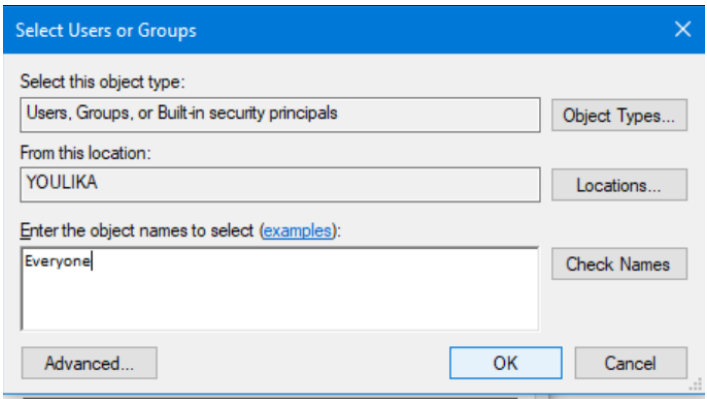 Select Users or Groups
Select this object type:
Users, Groups, or Built-in security principals
Object Types...
From this location:
YOULIKA
Locations...
Enter the object names to select (examples):
Everyone
Check Names
Advanced...
OK
Cancel